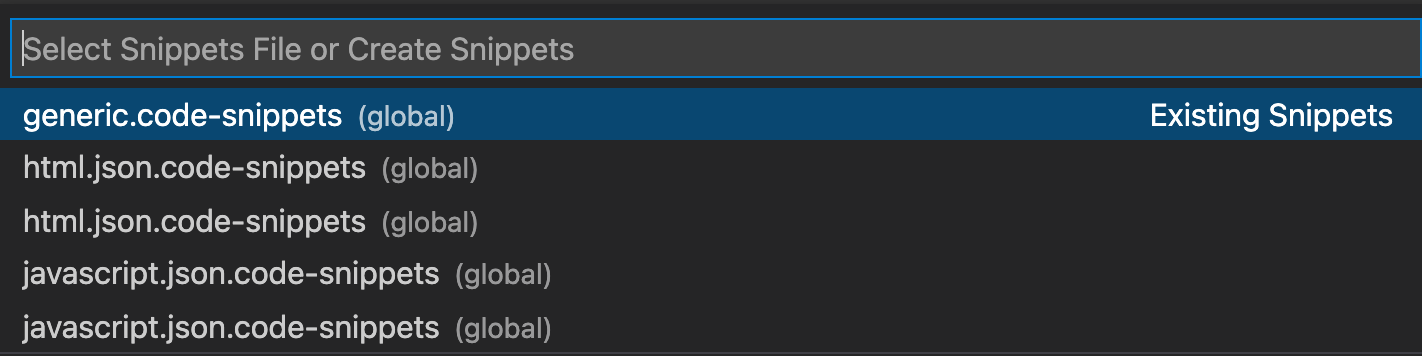 Select Snippets File or Create Snippets
generic.code-snippets (global) Existing Snippets
html.json.code-snippets (global)
html.json.code-snippets (global)
javascript.json.code-snippets (global)
javascript.json.code-snippets (global)